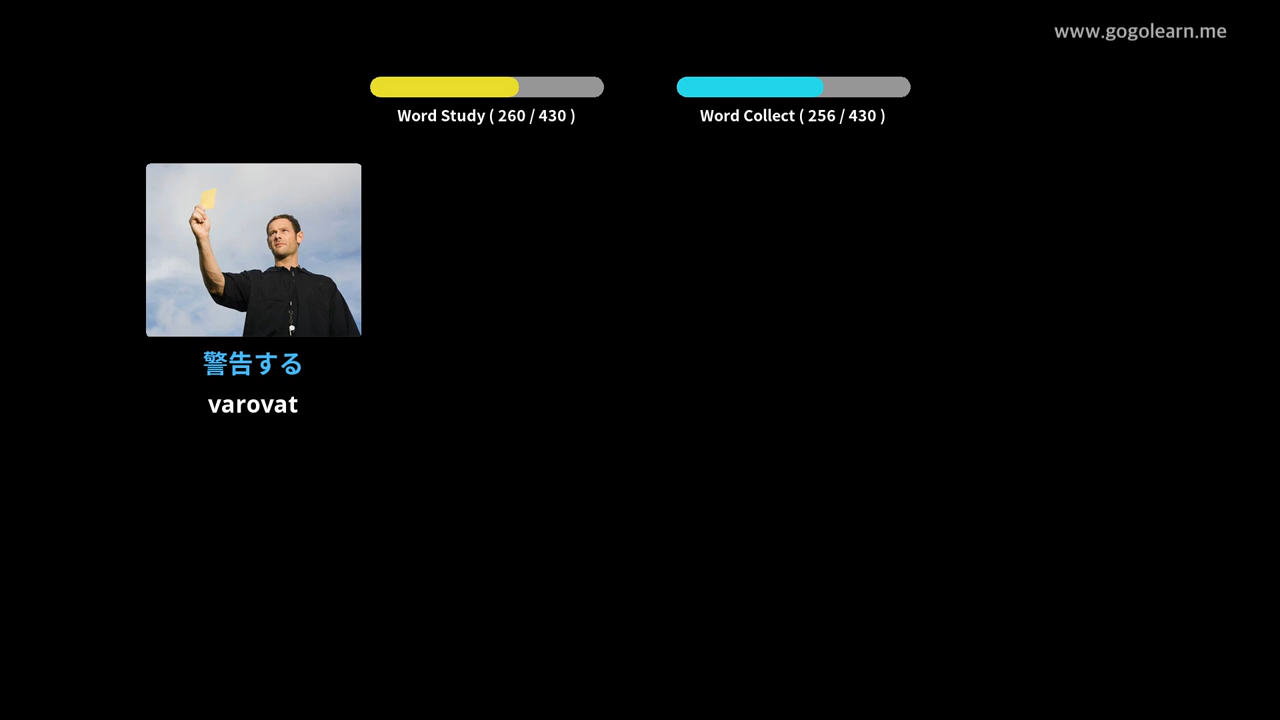 www.gogolearn.me
Word Study ( 260 / 430 )
Word Collect ( 256 / 430 )
警告する
varovat